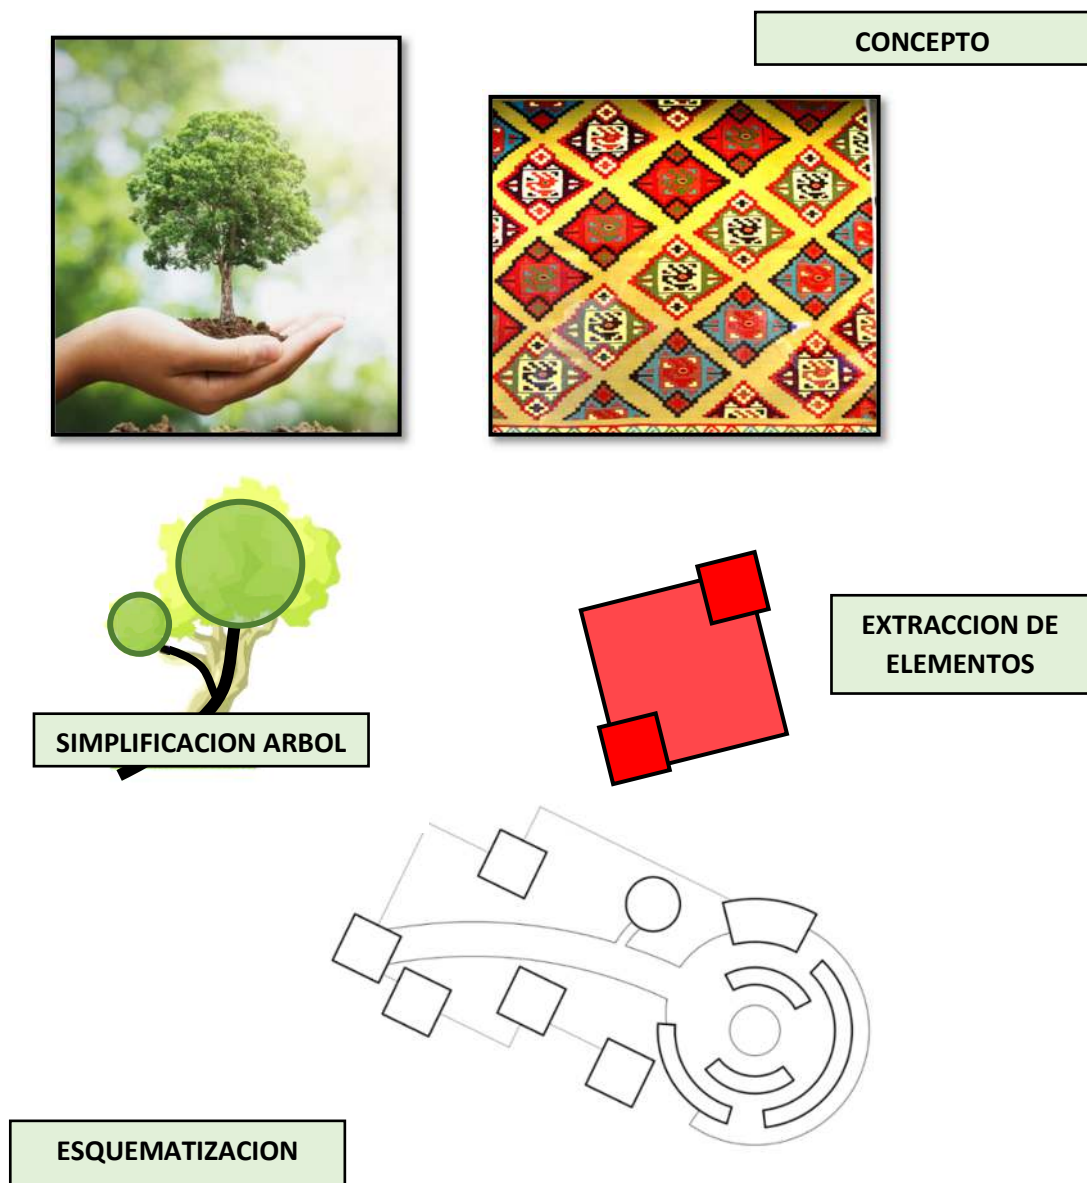 CONCEPTO
EXTRACCION DE
ELEMENTOS
SIMPLIFICACION ARBOL
ESQUEMATIZACION